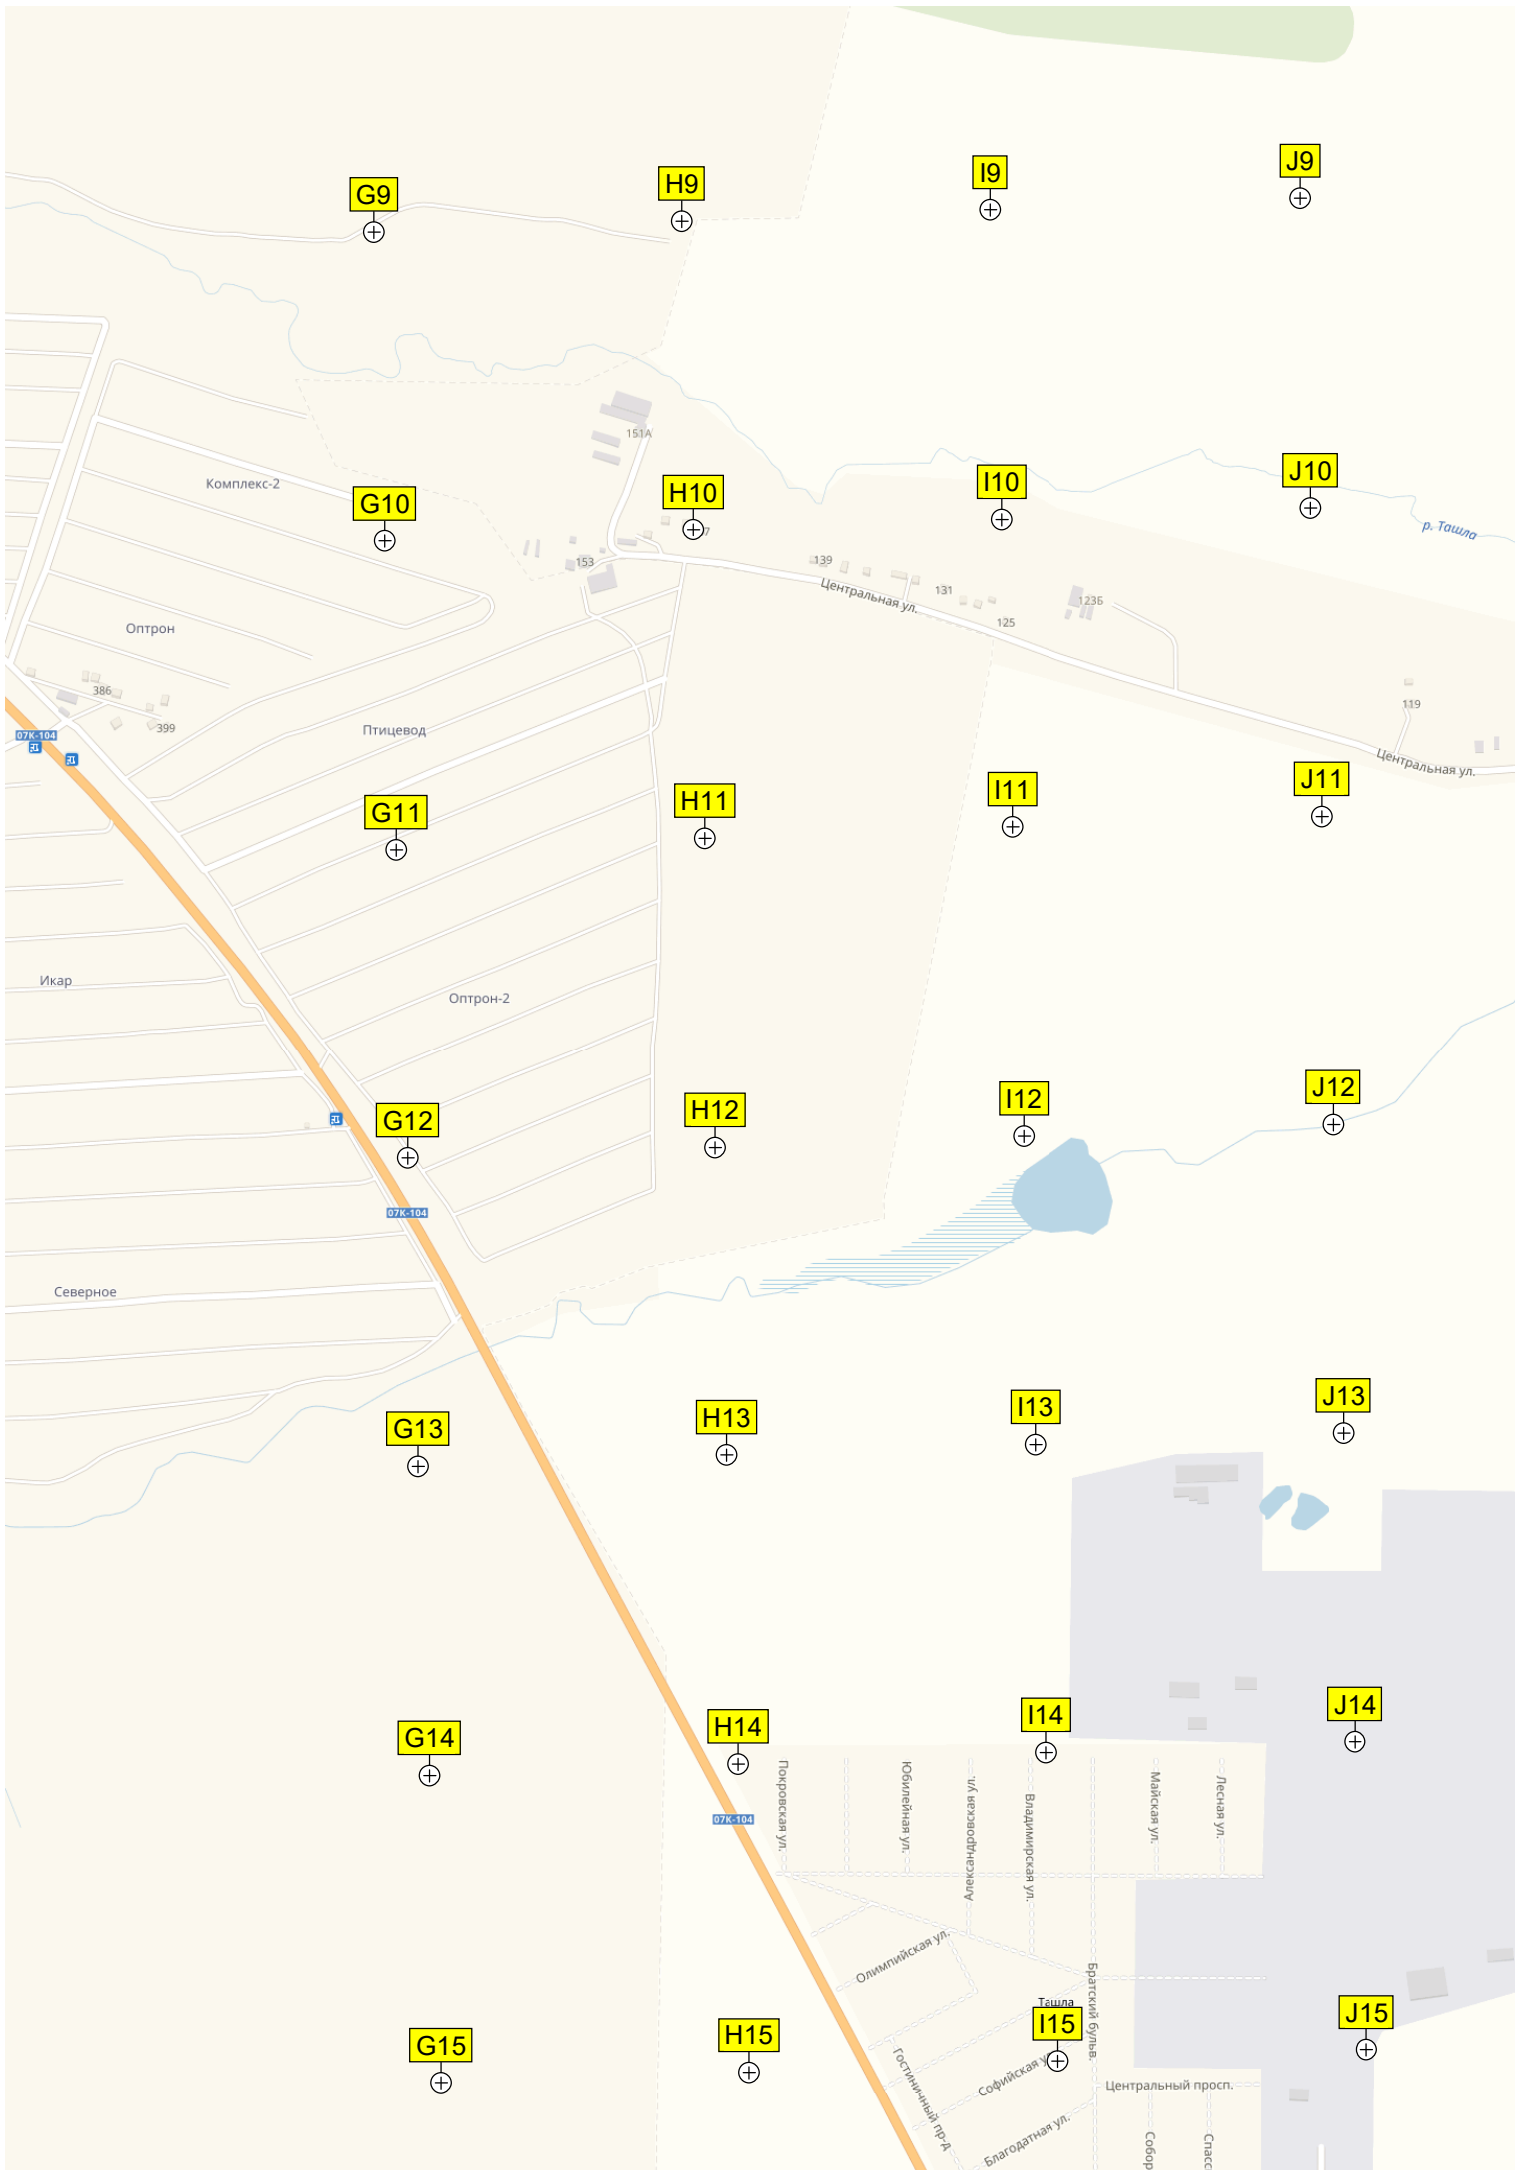 G9
H9
I9
J9
151А
Комплекс-2
G10
H10
I10
J10
р. Ташла
7
153
139
Центральная ул.
131
125
123Б
Оптрон
386
399
119
Птицевод
07К-104
Центральная ул.
G11
H11
I11
J11
Икар
Оптрон-2
G12
H12
I12
J12
07К-104
Северное
G13
H13
I13
J13
G14
H14
I14
J14
07К-104
Покровская ул.
Юбилейная ул.
Александровская ул.
Владимирская ул.
Майская ул.
Лесная ул.
Олимпийская ул.
Братский бульв.
Ташла
G15
H15
I15
J15
Гостиничный пр-д
Софийская у
Центральный просп.
Благодатная ул.
Собор
Спасс